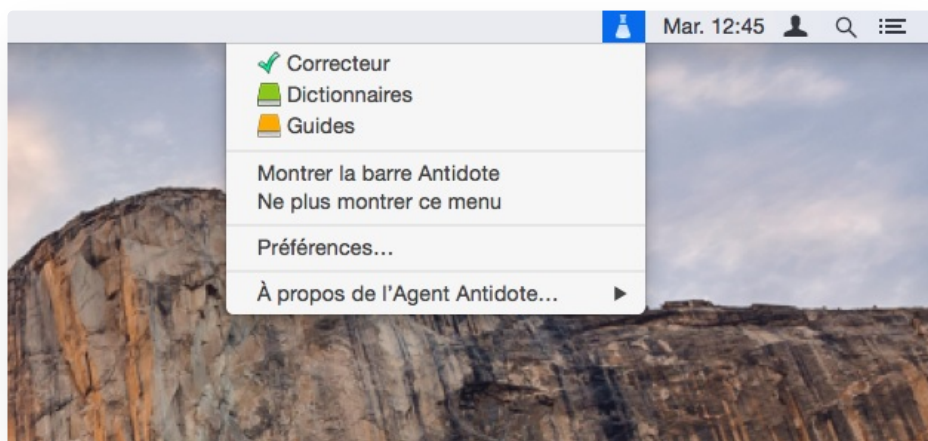 Mar. 12:45
Correcteur
Dictionnaires
Guides
Montrer la barre Antidote
Ne plus montrer ce menu
Préférences…
À propos de l’Agent Antidote…